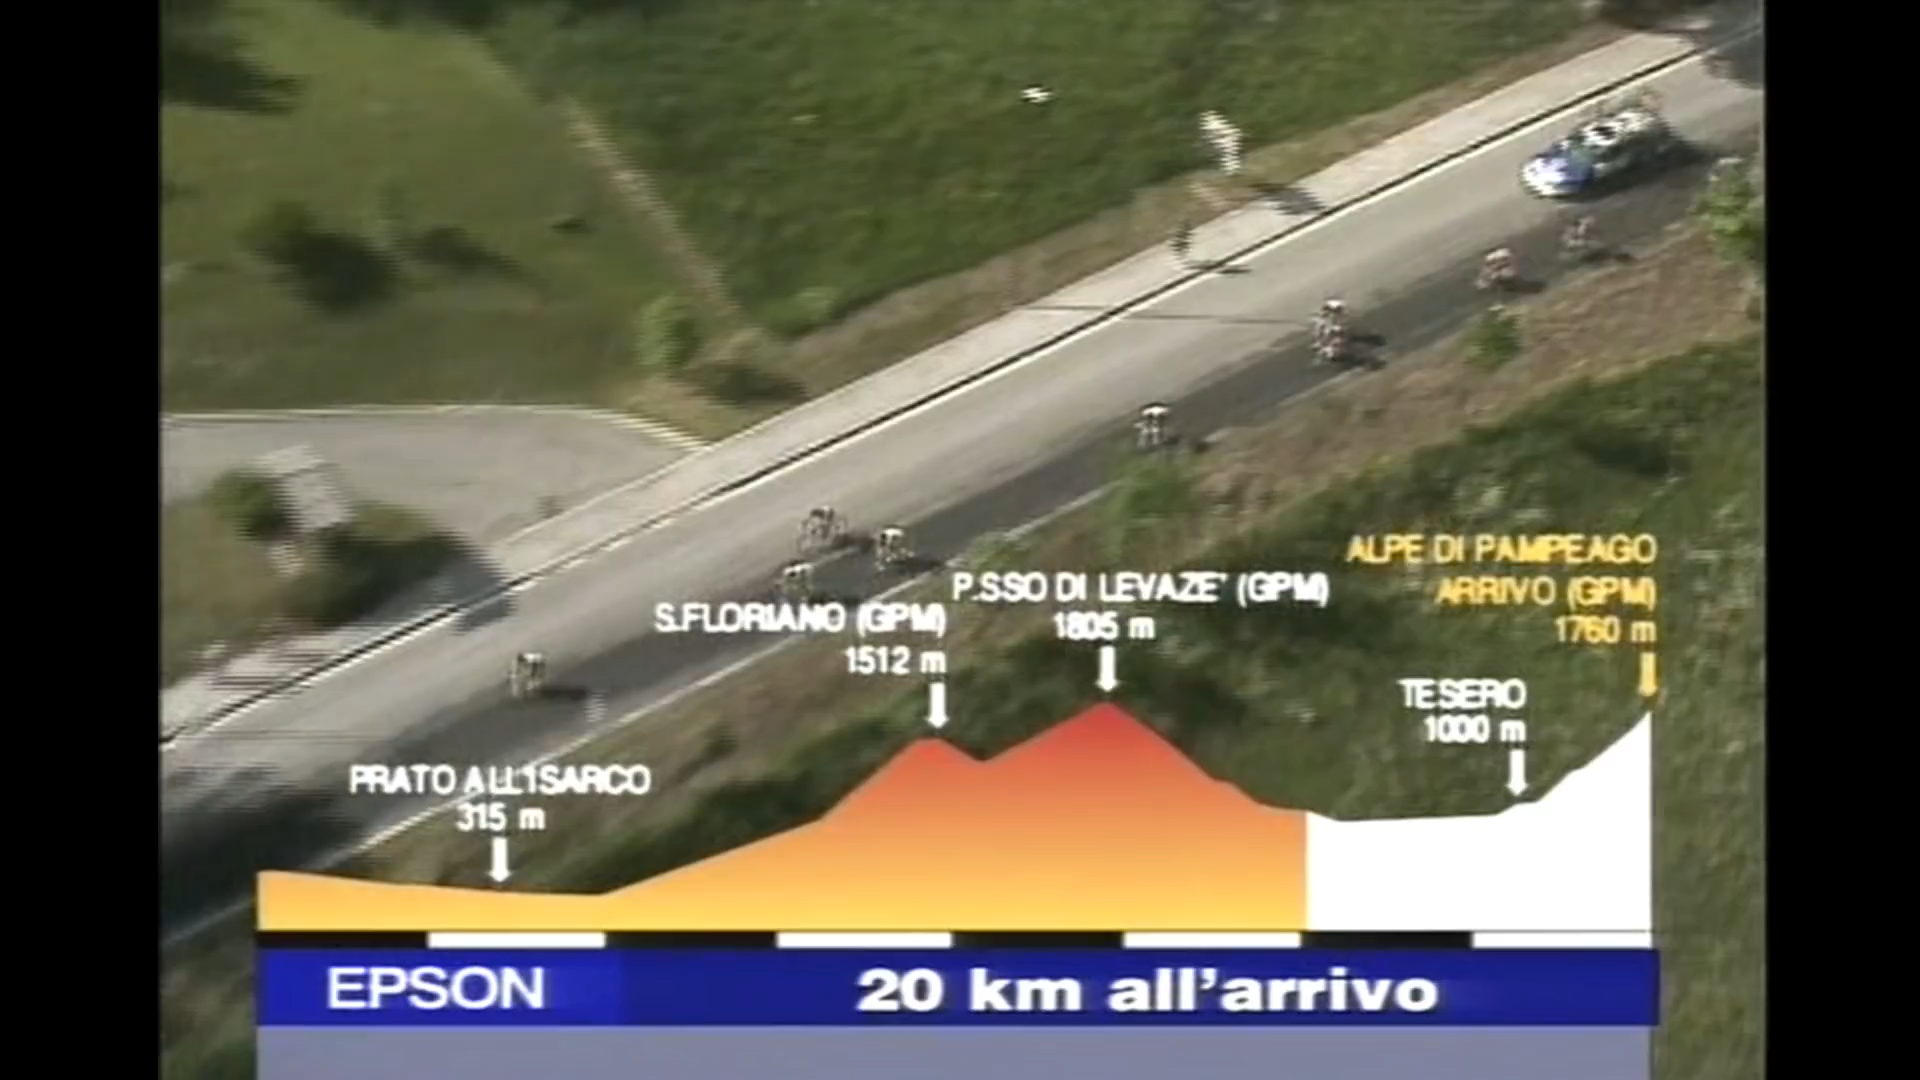 ALPE DI PAMPEAGO
ARRIVO (GPM)
1760 m
P.SSO DI LEVAZE' (GPM)
1805 m
S.FLORIANO (GPM)
1512 m
TESERO
1000 m
PRATO ALL'ISARCO
315 m
EPSON
20 km all'arrivo